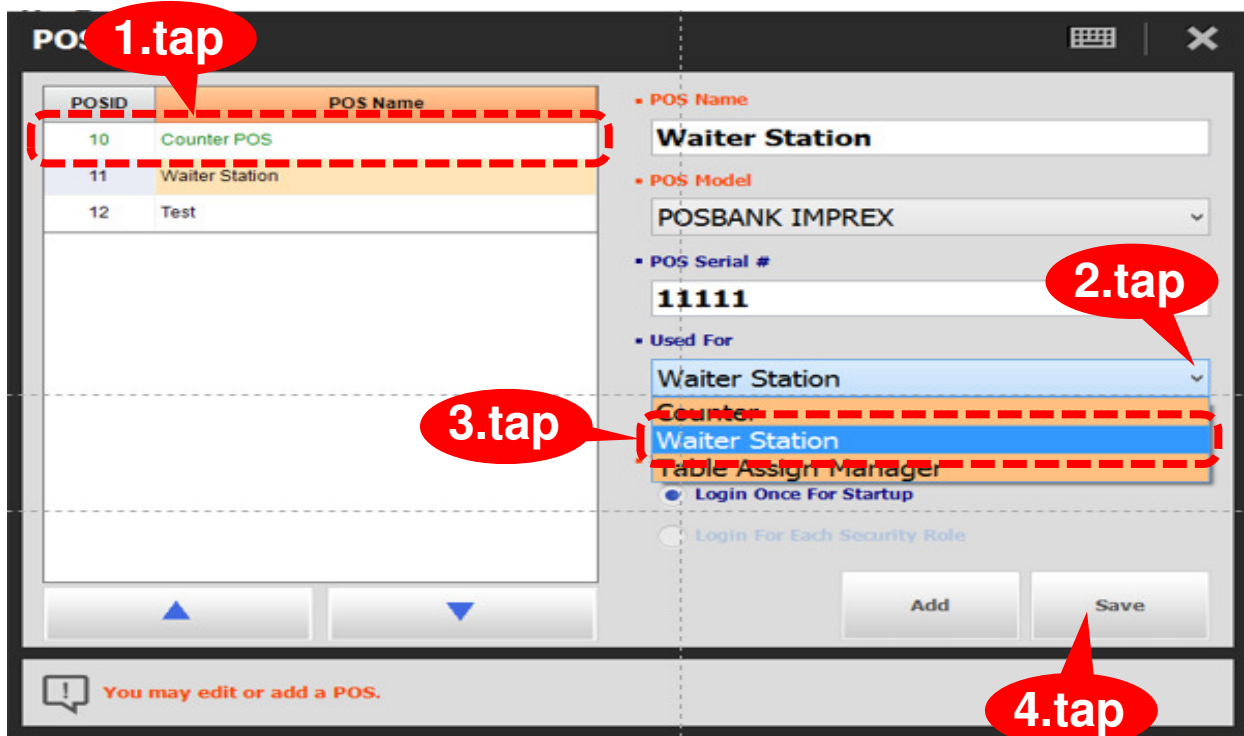 POS
1.tap
POSID POS Name
10 Counter POS
11 Waiter Station
12 Test
POS Name
Waiter Station
POS Model
POSBANK IMPREX
POS Serial #
11111
2.tap
Used For
Waiter Station
Counter
3.tap
Waiter Station
Table Assign Manager
Login Once For Startup
Login For Each Security Role
Add Save
You may edit or add a POS.
4.tap